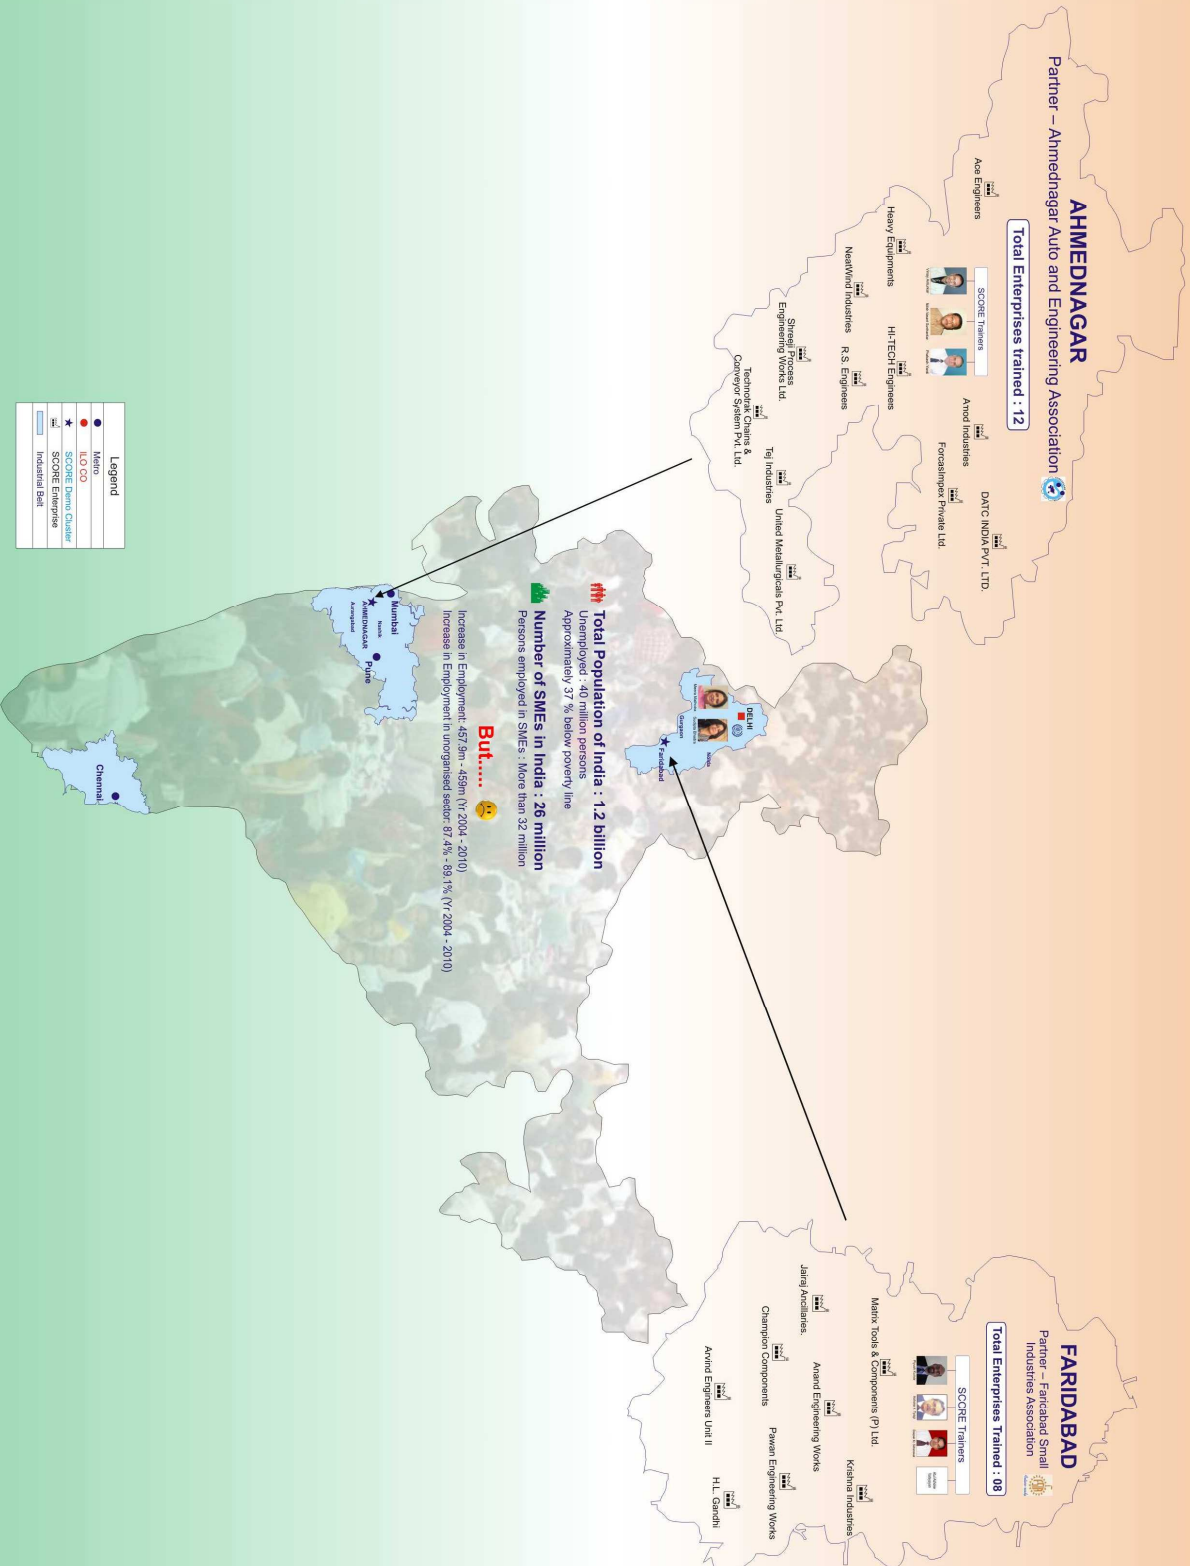 AHMEDNAGAR
Partner – Ahmednagar Auto and Engineering Association
Total Enterprises trained : 12
SCORE Trainers
Ace Engineers
Amod Industries
DATC INDIA PVT. LTD.
Heavy Equipments
HI-TECH Engineers
ForcasImpex Private Ltd.
NeatWind Industries
R.S. Engineers
Shreeji Process
Engineering Works Ltd.
Technotrak Chains &
Conveyor System Pvt. Ltd.
Tej Industries
United Metallurgicals Pvt. Ltd.
FARIDABAD
Partner – Faridabad Small
Industries Association
Total Enterprises Trained : 08
SCORE Trainers
Matrix Tools & Components (P) Ltd.
Krishna Industries
Jairaj Ancillaries.
Anand Engineering Works
Champion Components
Pawan Engineering Works
Arvind Engineers Unit II
H.L. Gandhi
DELHI
Noida
Gurgaon
Faridabad
Total Population of India : 1.2 billion
Unemployed : 40 million persons
Approximately 37 % below poverty line
Number of SMEs in India : 26 million
Persons employed in SMEs : More than 32 million
But......
Increase in Employment: 457.9m - 459m (Yr 2004 - 2010)
Increase in Employment in unorganised sector: 87.4% - 89.1% (Yr 2004 - 2010)
Mumbai
Nashik
AHMEDNAGAR
Aurangabad
Pune
Chennai
Legend
Metro
ILO CO
SCORE Demo Cluster
SCORE Enterprise
Industrial Belt